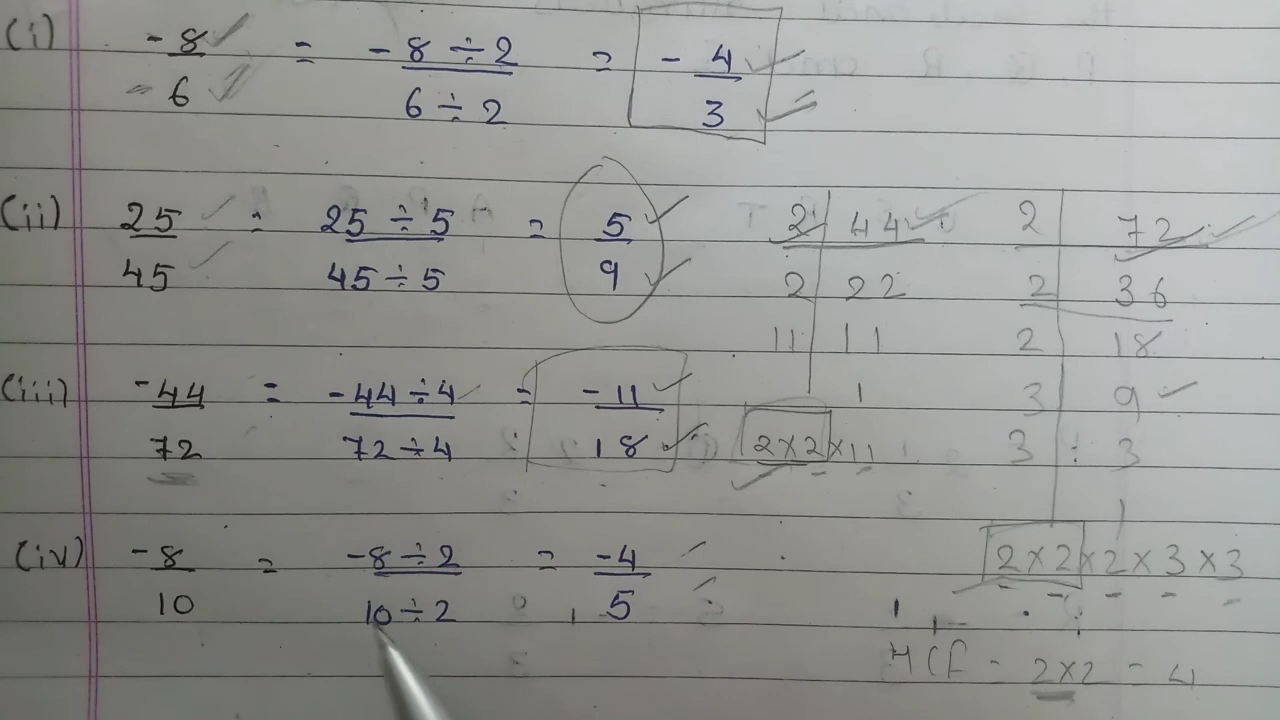 (i) -8/6 = -8÷2/6÷2 = -4/3
(ii) 25/45 = 25÷5/45÷5 = 5/9
(iii) -44/72 = -44÷4/72÷4 = -11/18
(iv) -8/10 = -8÷2/10÷2 = -4/5
2 | 44
2 | 22
11 | 11
1
2×2×11
2 | 72
2 | 36
2 | 18
3 | 9
3 | 3
1
2×2×2×3×3
HCF = 2×2 = 4